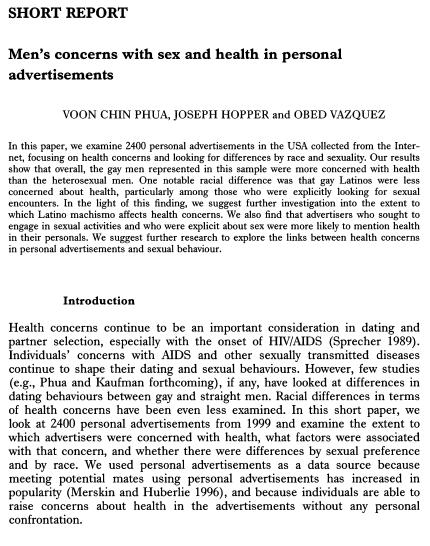 SHORT REPORT
Men's concerns with sex and health in personal
advertisements
VOON CHIN PHUA, JOSEPH HOPPER and OBED VAZQUEZ
In this paper, we examine 2400 personal advertisements in the USA collected from the Inter-
net, focusing on health concerns and looking for differences by race and sexuality. Our results
show that overall, the gay men represented in this sample were more concerned with health
than the heterosexual men. One notable racial difference was that gay Latinos were less
concerned about health, particularly among those who were explicitly looking for sexual
encounters. In the light of this finding, we suggest further investigation into the extent to
which Latino machismo affects health concerns. We also find that advertisers who sought to
engage in sexual activities and who were explicit about sex were more likely to mention health
in their personals. We suggest further research to explore the links between health concerns
in personal advertisements and sexual behaviour.
Introduction
Health concerns continue to be an important consideration in dating and
partner selection, especially with the onset of HIV/AIDS (Sprecher 1989).
Individuals' concerns with AIDS and other sexually transmitted diseases
continue to shape their dating and sexual behaviours. However, few studies
(e.g., Phua and Kaufman forthcoming), if any, have looked at differences in
dating behaviours between gay and straight men. Racial differences in terms
of health concerns have been even less examined. In this short paper, we
look at 2400 personal advertisements from 1999 and examine the extent to
which advertisers were concerned with health, what factors were associated
with that concern, and whether there were differences by sexual preference
and by race. We used personal advertisements as a data source because
meeting potential mates using personal advertisements has increased in
popularity (Merskin and Huberlie 1996), and because individuals are able to
raise concerns about health in the advertisements without any personal
confrontation.